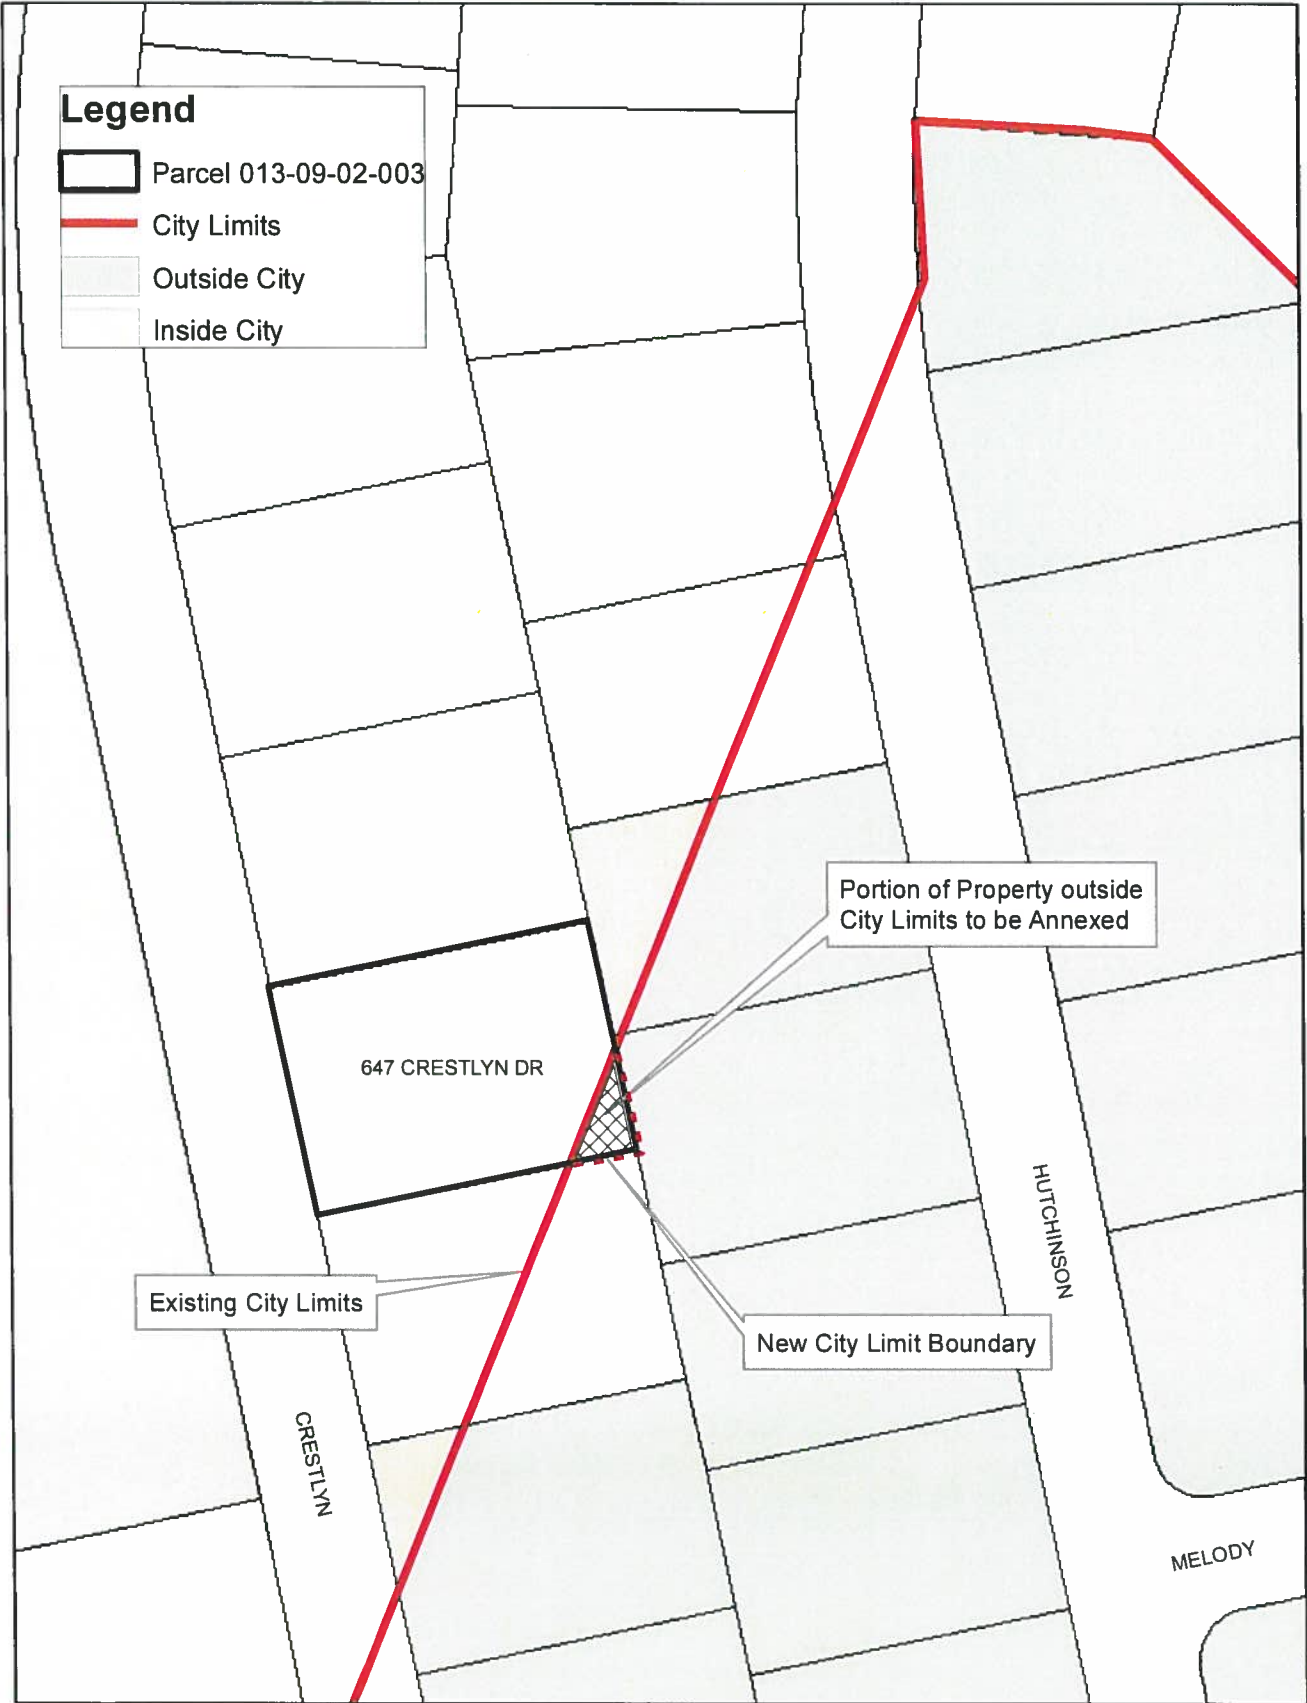 Legend
Parcel 013-09-02-003
City Limits
Outside City
Inside City
Portion of Property outside
City Limits to be Annexed
647 CRESTLYN DR
HUTCHINSON
Existing City Limits
New City Limit Boundary
CRESTLYN
MELODY